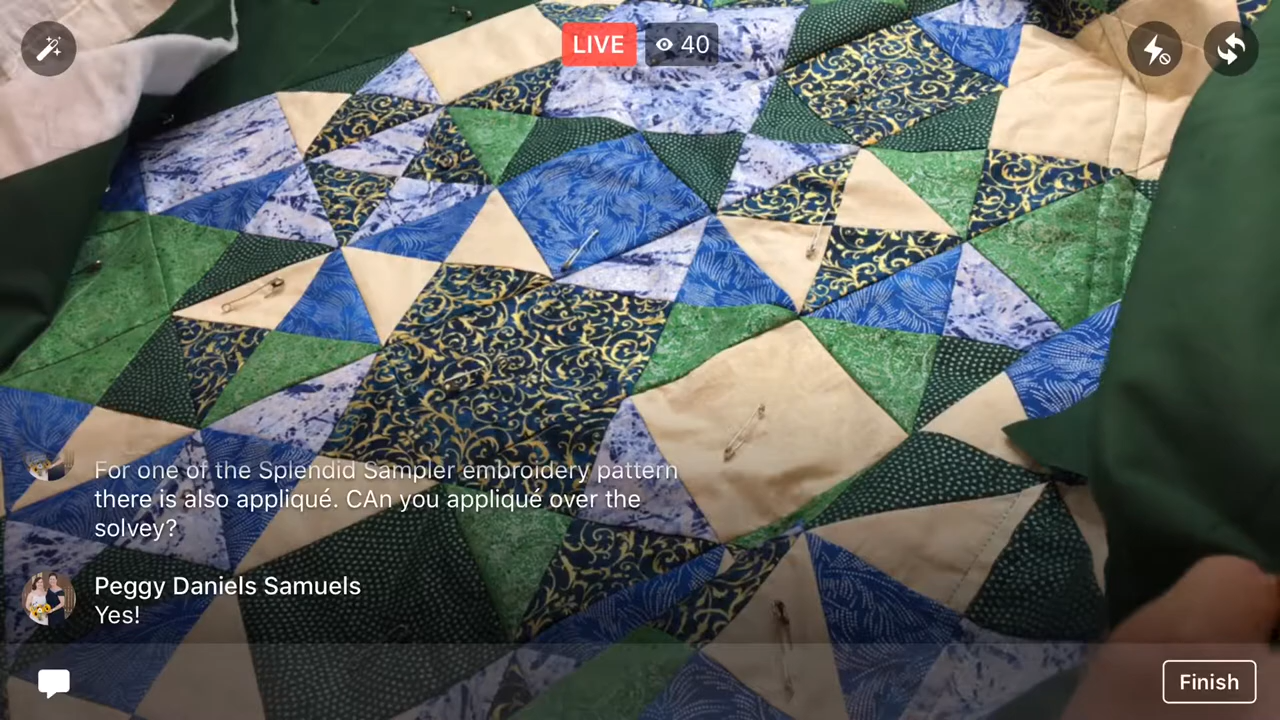 LIVE
40
For one of the Splendid Sampler embroidery pattern
there is also appliqué. CAn you appliqué over the
solvey?
Peggy Daniels Samuels
Yes!
Finish